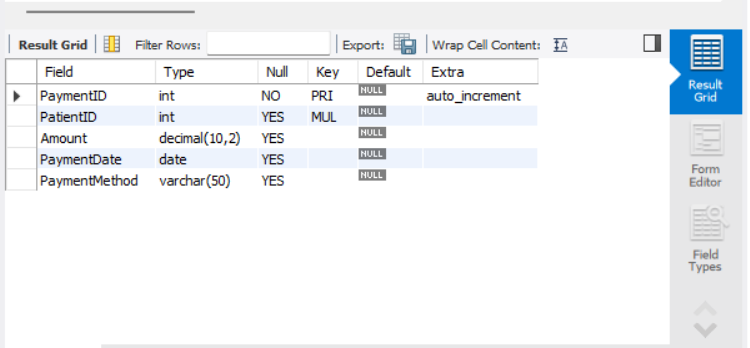 Result Grid Filter Rows: Export: Wrap Cell Content: IA
Field Type Null Key Default Extra
PaymentID int NO PRI NULL auto_increment
PatientID int YES MUL NULL
Amount decimal(10,2) YES NULL
PaymentDate date YES NULL
PaymentMethod varchar(50) YES NULL
Result
Grid
Form
Editor
Field
Types